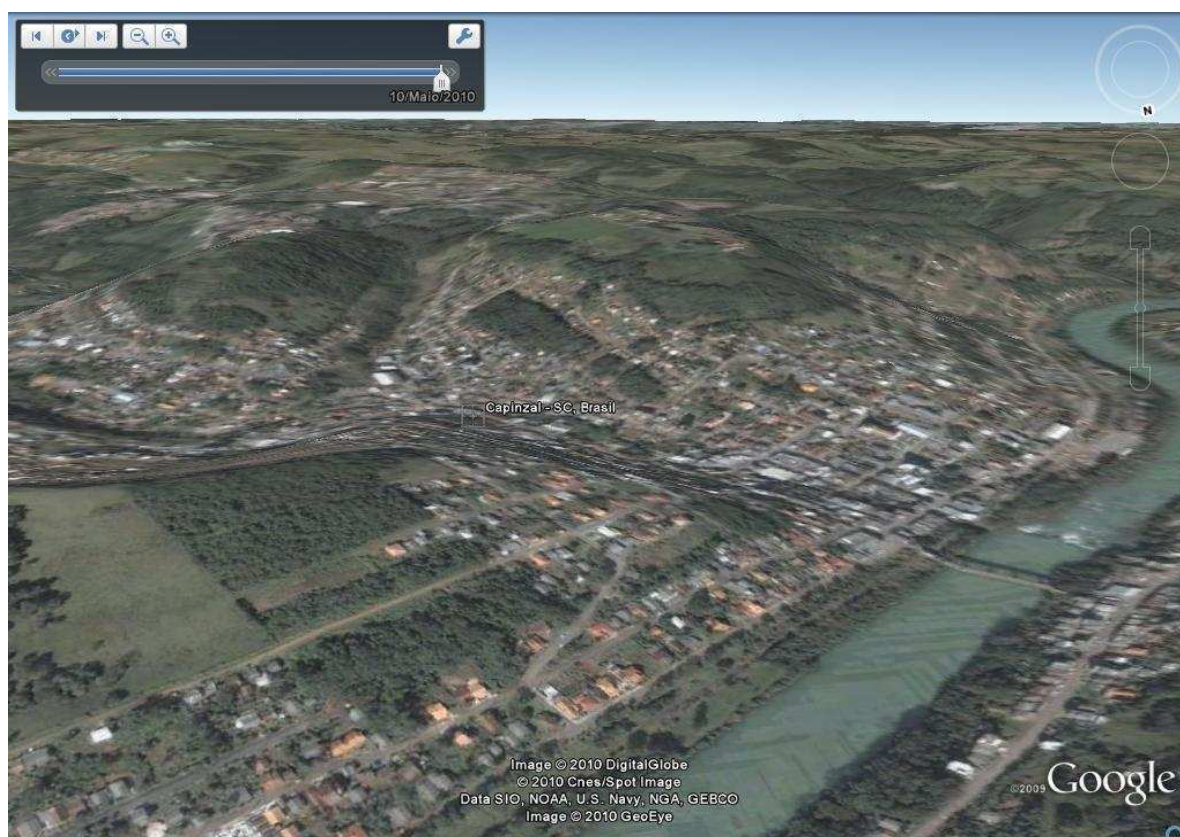 10/Maio/2010
N
Capinzal - SC, Brasil
Image © 2010 DigitalGlobe
© 2010 Cnes/Spot Image
Data SIO, NOAA, U.S. Navy, NGA, GEBCO
Image © 2010 GeoEye
©2009 Google